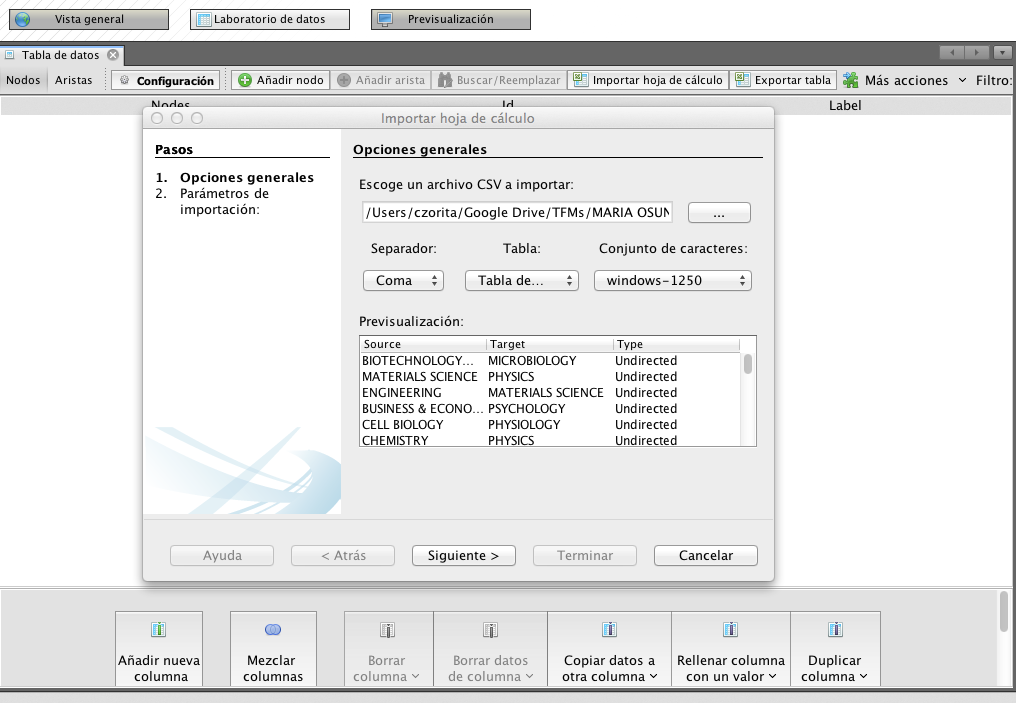 Vista general
Laboratorio de datos
Previsualización
Tabla de datos
Nodos Aristas Configuración Añadir nodo Añadir arista Buscar/Reemplazar Importar hoja de cálculo Exportar tabla Más acciones Filtro:
Nodes Id Label
Importar hoja de cálculo
Pasos
1. Opciones generales
2. Parámetros de
importación:
Opciones generales
Escoge un archivo CSV a importar:
/Users/czorita/Google Drive/TFMs/MARIA OSUN
...
Separador: Tabla: Conjunto de caracteres:
Coma Tabla de... windows-1250
Previsualización:
Source Target Type
BIOTECHNOLOGY... MICROBIOLOGY Undirected
MATERIALS SCIENCE PHYSICS Undirected
ENGINEERING MATERIALS SCIENCE Undirected
BUSINESS & ECONO... PSYCHOLOGY Undirected
CELL BIOLOGY PHYSIOLOGY Undirected
CHEMISTRY PHYSICS Undirected
Ayuda < Atrás Siguiente > Terminar Cancelar
Añadir nueva
columna
Mezclar
columnas
Borrar
columna
Borrar datos
de columna
Copiar datos a
otra columna
Rellenar columna
con un valor
Duplicar
columna